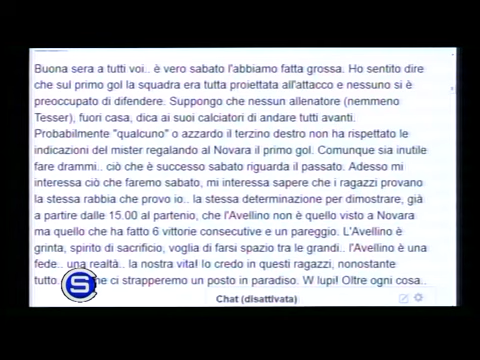 Buona sera a tutti voi.. è vero sabato l'abbiamo fatta grossa. Ho sentito dire
che sul primo gol la squadra era tutta proiettata all'attacco e nessuno si è
preoccupato di difendere. Suppongo che nessun allenatore (nemmeno
Tesser), fuori casa, dica ai suoi calciatori di andare tutti avanti.
Probabilmente "qualcuno" o azzardo il terzino destro non ha rispettato le
indicazioni del mister regalando al Novara il primo gol. Comunque sia inutile
fare drammi.. ciò che è successo sabato riguarda il passato. Adesso mi
interessa ciò che faremo sabato, mi interessa sapere che i ragazzi provano
la stessa rabbia che provo io.. la stessa determinazione per dimostrare, già
a partire dalle 15.00 al partenio, che l'Avellino non è quello visto a Novara
ma quello che ha fatto 6 vittorie consecutive e un pareggio. L'Avellino è
grinta, spirito di sacrificio, voglia di farsi spazio tra le grandi.. l'Avellino è una
fede.. una realtà.. la nostra vita! Io credo in questi ragazzi, nonostante
tutto. che ci strapperemo un posto in paradiso. W lupi! Oltre ogni cosa..
S
Chat (disattivata)